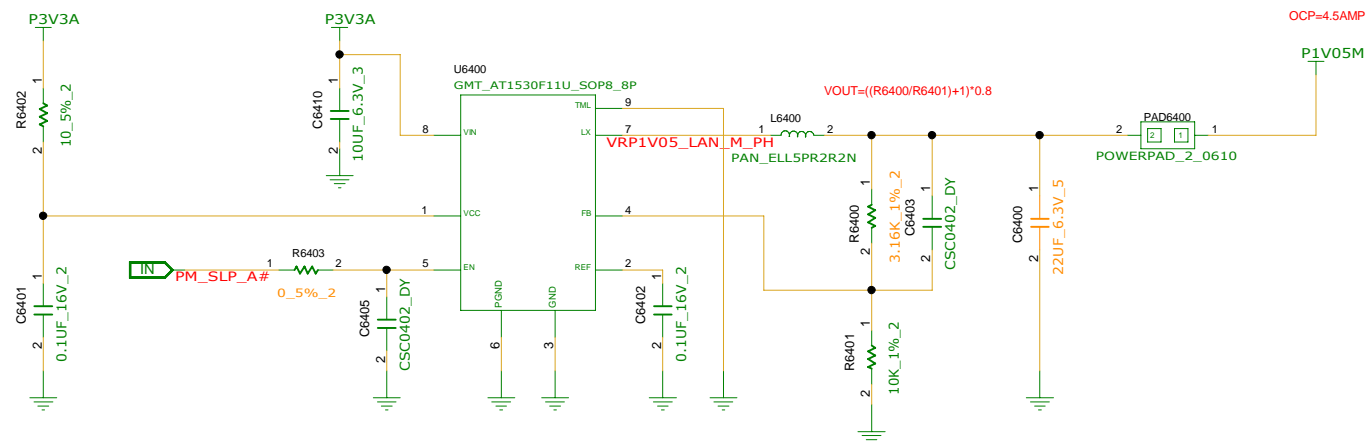 P3V3A
P3V3A
OCP=4.5AMP
P1V05M
1
R6402
10_5%_2
2
1
C6410
10UF_6.3V_3
2
U6400
GMT_AT1530F11U_SOP8_8P
TML
9
8
VIN
LX
7
VRP1V05_LAN_M_PH
1
VCC
FB
4
5
EN
REF
2
PGND
GND
6
3
VOUT=((R6400/R6401)+1)*0.8
L6400
1
2
PAN_ELL5PR2R2N
PAD6400
2
2
1
1
POWERPAD_2_0610
1
R6400
3.16K_1%_2
2
1
C6403
CSC0402_DY
2
1
C6400
22UF_6.3V_5
2
IN
PM_SLP_A#
R6403
1
2
0_5%_2
1
C6401
0.1UF_16V_2
2
1
C6405
CSC0402_DY
2
1
C6402
0.1UF_16V_2
2
1
R6401
10K_1%_2
2